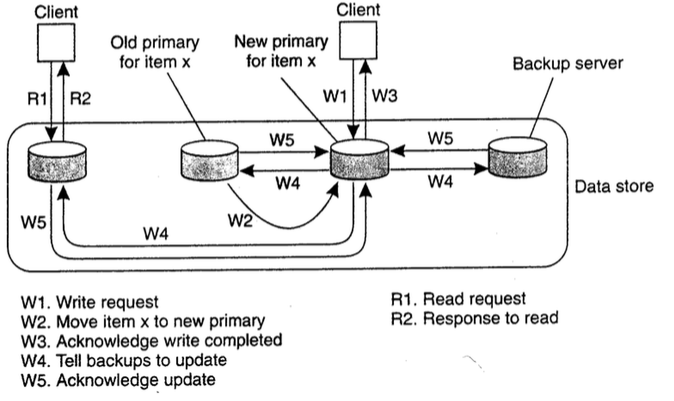 Client
Client
Old primary
for item x
New primary
for item x
Backup server
R1
R2
W1
W3
W5
W5
W4
W4
Data store
W5
W2
W4
W1. Write request
W2. Move item x to new primary
W3. Acknowledge write completed
W4. Tell backups to update
W5. Acknowledge update
R1. Read request
R2. Response to read